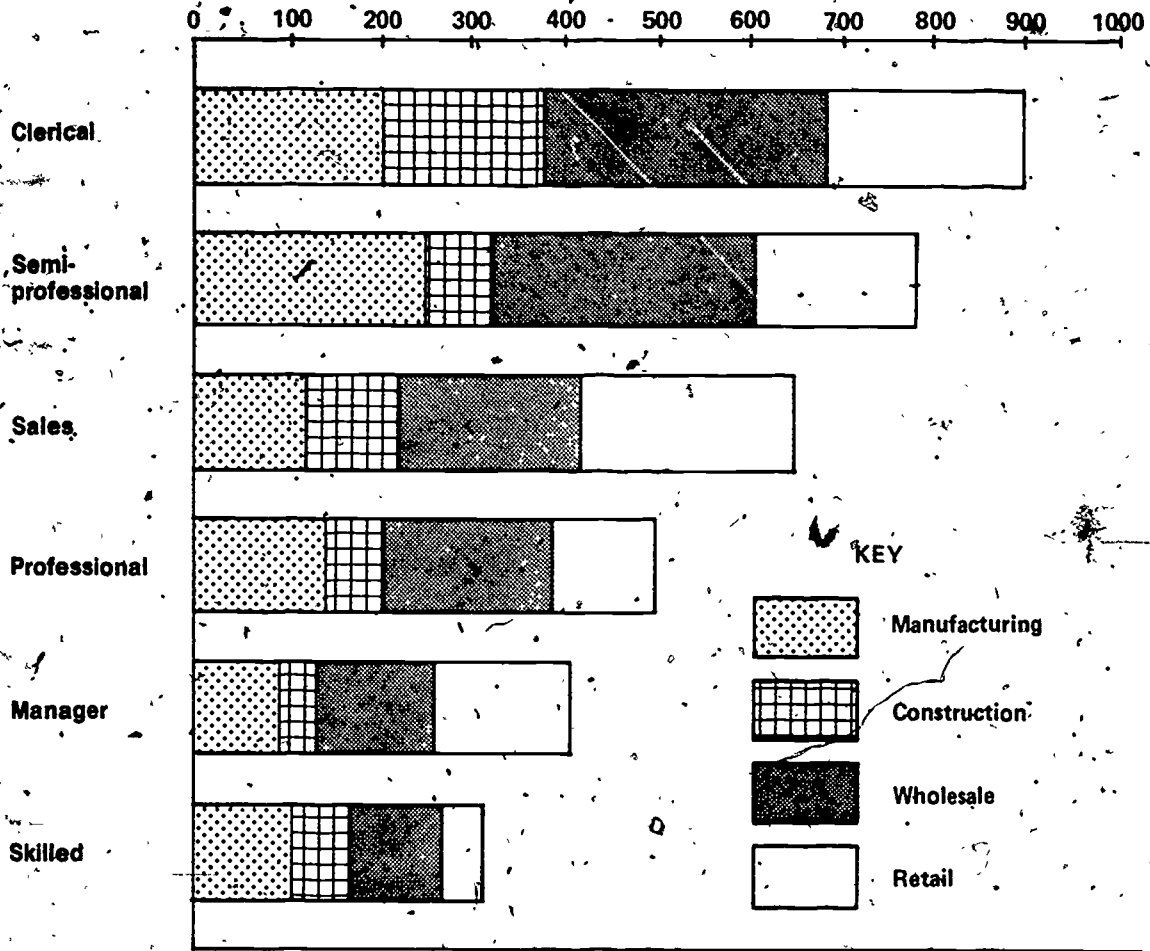 0 100 200 300 400 500 600 700 800 900 1000
Clerical
Semi-
professional
Sales
Professional
KEY
Manufacturing
Manager
Construction
Wholesale
Skilled
Retail